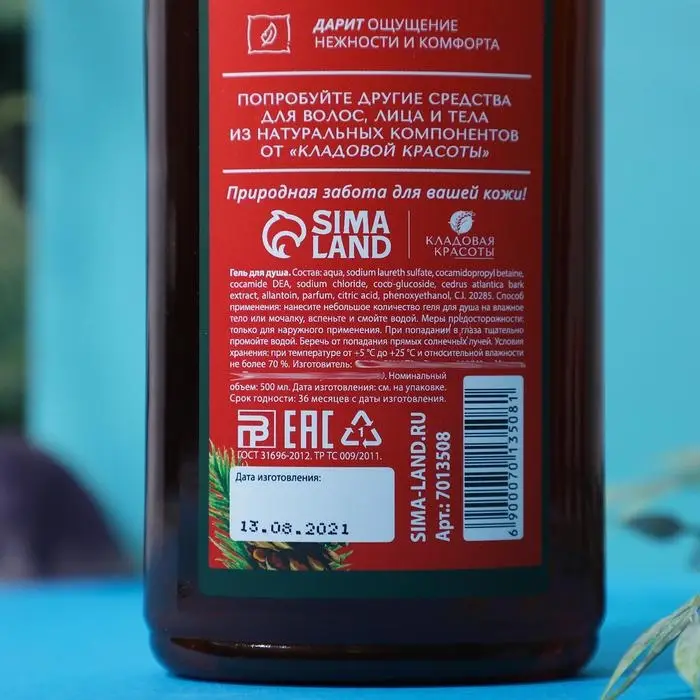 ДАРИТ ОЩУЩЕНИЕ
НЕЖНОСТИ И КОМФОРТА
ПОПРОБУЙТЕ ДРУГИЕ СРЕДСТВА
ДЛЯ ВОЛОС, ЛИЦА И ТЕЛА
ИЗ НАТУРАЛЬНЫХ КОМПОНЕНТОВ
ОТ «КЛАДОВОЙ КРАСОТЫ»
Природная забота для вашей кожи!
SIMA
LAND
КЛАДОВАЯ
КРАСОТЫ
Гель для душа. Состав: aqua, sodium laureth sulfate, cocamidopropyl betaine,
cocamide DEA, sodium chloride, coco-glucoside, cedrus atlantica bark
extract, allantoin, parfum, citric acid, phenoxyethanol, C.I. 20285. Способ
применения: нанесите небольшое количество геля для душа на влажное
тело или мочалку, вспеньте и смойте водой. Меры предосторожности:
только для наружного применения. При попадании в глаза тщательно
промойте водой. Беречь от попадания прямых солнечных лучей. Условия
хранения: при температуре от +5 °С до +25 °С и относительной влажности
не более 70 %. Изготовитель:
Номинальный
объем: 500 мл. Дата изготовления: см. на упаковке.
Срок годности: 36 месяцев с даты изготовления.
EAC
1
ГОСТ 31696-2012, ТР ТС 009/2011.
Дата изготовления:
13.08.2021
SIMA-LAND.RU
Арт.: 7013508
6 900070 135081